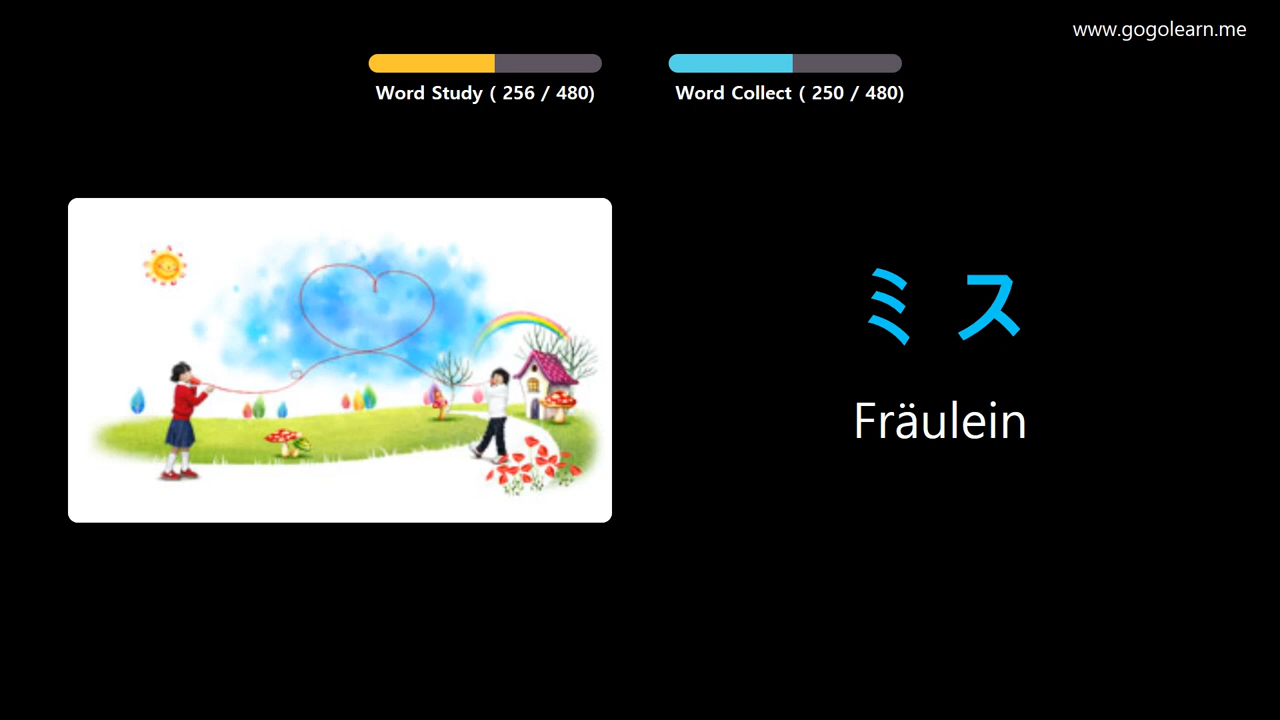 www.gogolearn.me
Word Study ( 256 / 480)
Word Collect ( 250 / 480)
ミ ス
Fräulein